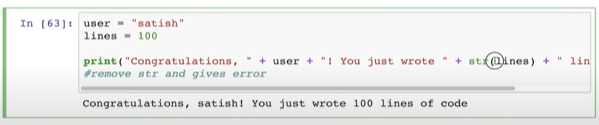 In [63]: user = "satish"
lines = 100
print("Congratulations, " + user + "! You just wrote " + str(lines) + " lin
#remove str and gives error
Congratulations, satish! You just wrote 100 lines of code